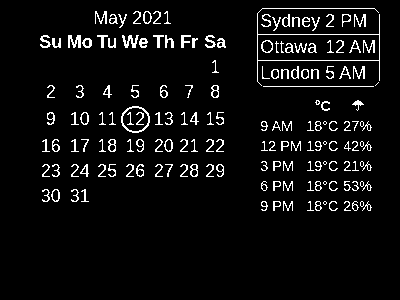 May 2021
Su Mo Tu We Th Fr Sa
1
2 3 4 5 6 7 8
9 10 11 12 13 14 15
16 17 18 19 20 21 22
23 24 25 26 27 28 29
30 31
Sydney 2 PM
Ottawa 12 AM
London 5 AM
°C ☂
9 AM 18°C 27%
12 PM 19°C 42%
3 PM 19°C 21%
6 PM 18°C 53%
9 PM 18°C 26%